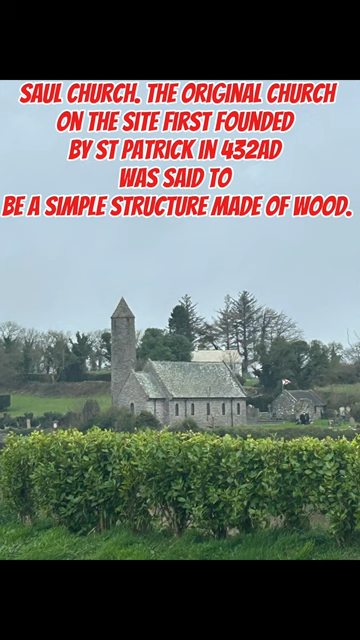 SAUL CHURCH. THE ORIGINAL CHURCH
ON THE SITE FIRST FOUNDED
BY ST PATRICK IN 432AD
WAS SAID TO
BE A SIMPLE STRUCTURE MADE OF WOOD.